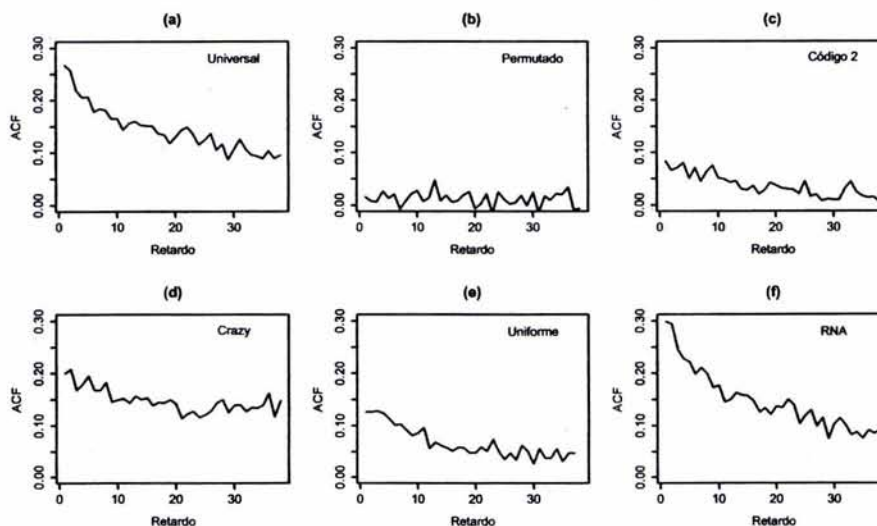 (a)
Universal
ACF
0.00 0.10 0.20 0.30
0 10 20 30
Retardo
(b)
Permutado
ACF
0.00 0.10 0.20 0.30
0 10 20 30
Retardo
(c)
Código 2
ACF
0.00 0.10 0.20 0.30
0 10 20 30
Retardo
(d)
Crazy
ACF
0.00 0.10 0.20 0.30
0 10 20 30
Retardo
(e)
Uniforme
ACF
0.00 0.10 0.20 0.30
0 10 20 30
Retardo
(f)
RNA
ACF
0.00 0.10 0.20 0.30
0 10 20 30
Retardo